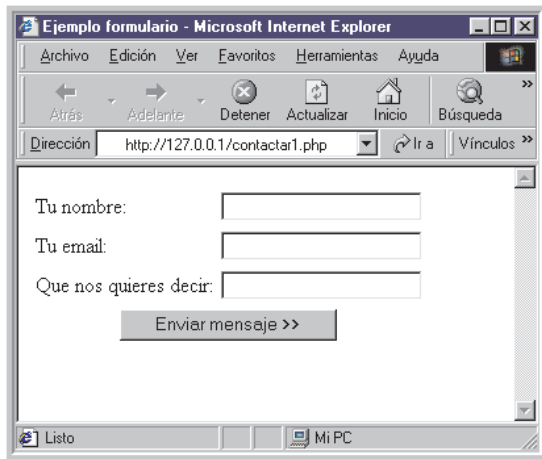 Ejemplo formulario - Microsoft Internet Explorer
Archivo Edición Ver Favoritos Herramientas Ayuda
Atrás Adelante Detener Actualizar Inicio Búsqueda »
Dirección http://127.0.0.1/contactar1.php Ir a Vínculos »
Tu nombre:
Tu email:
Que nos quieres decir:
Enviar mensaje >>
Listo Mi PC